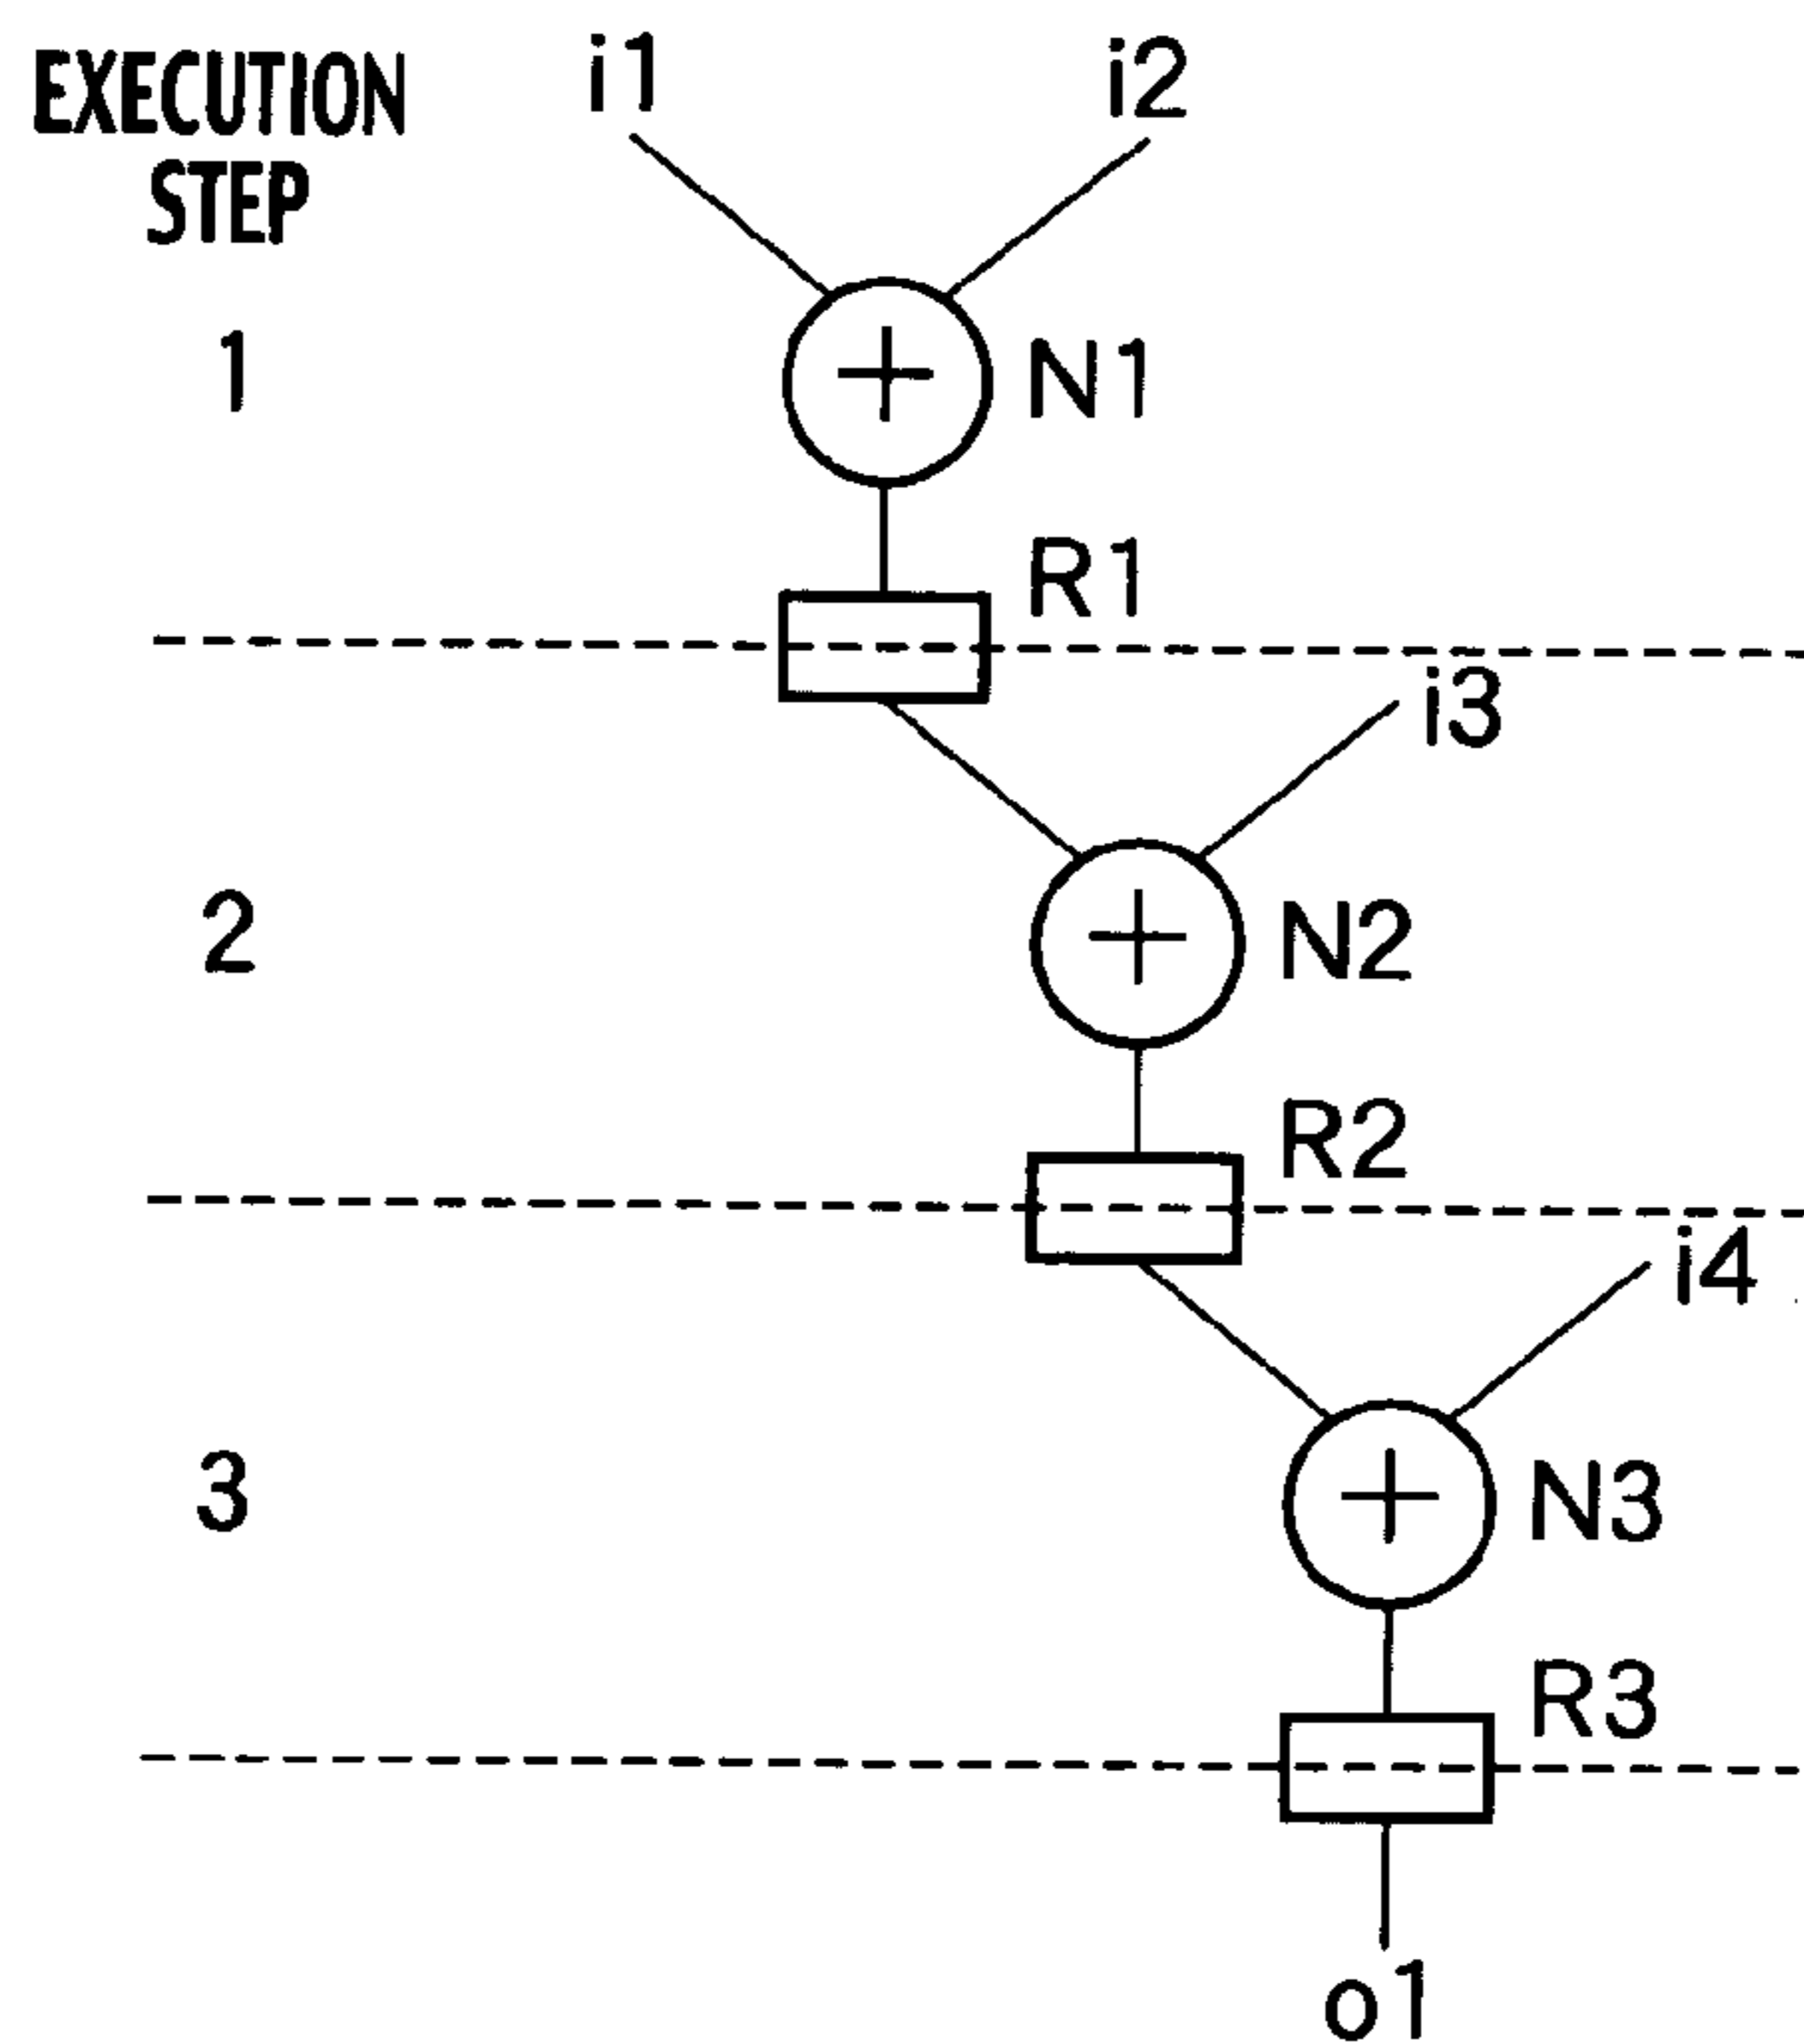 EXECUTION
STEP
i1
i2
1
+
N1
R1
i3
2
+
N2
R2
i4
3
+
N3
R3
o1